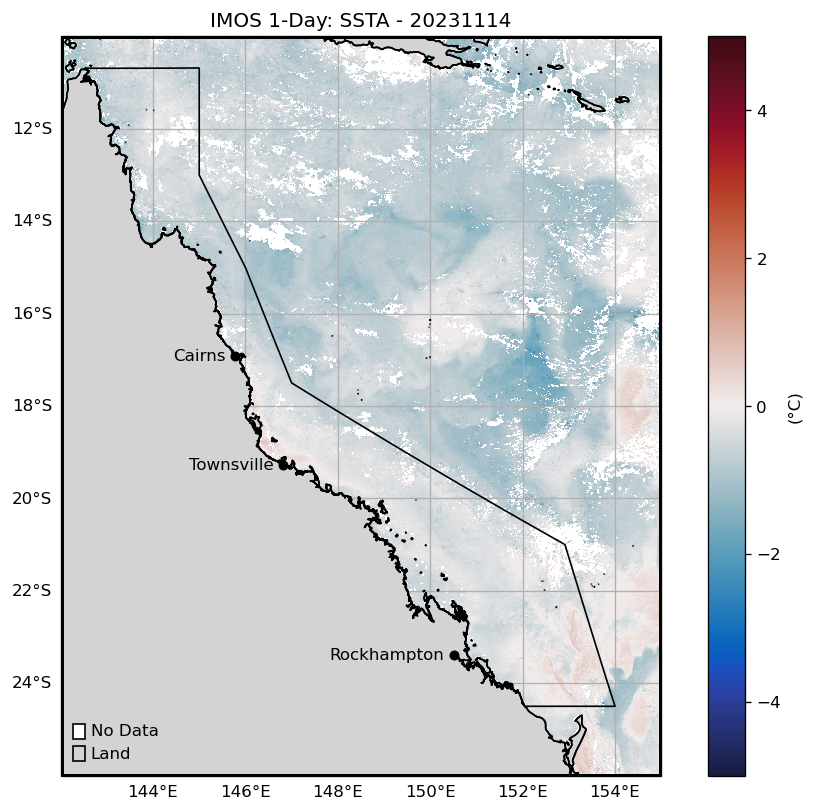 IMOS 1-Day: SSTA - 20231114
12°S
14°S
16°S
18°S
20°S
22°S
24°S
Cairns
Townsville
Rockhampton
No Data
Land
144°E
146°E
148°E
150°E
152°E
154°E
4
2
0
−2
−4
(°C)